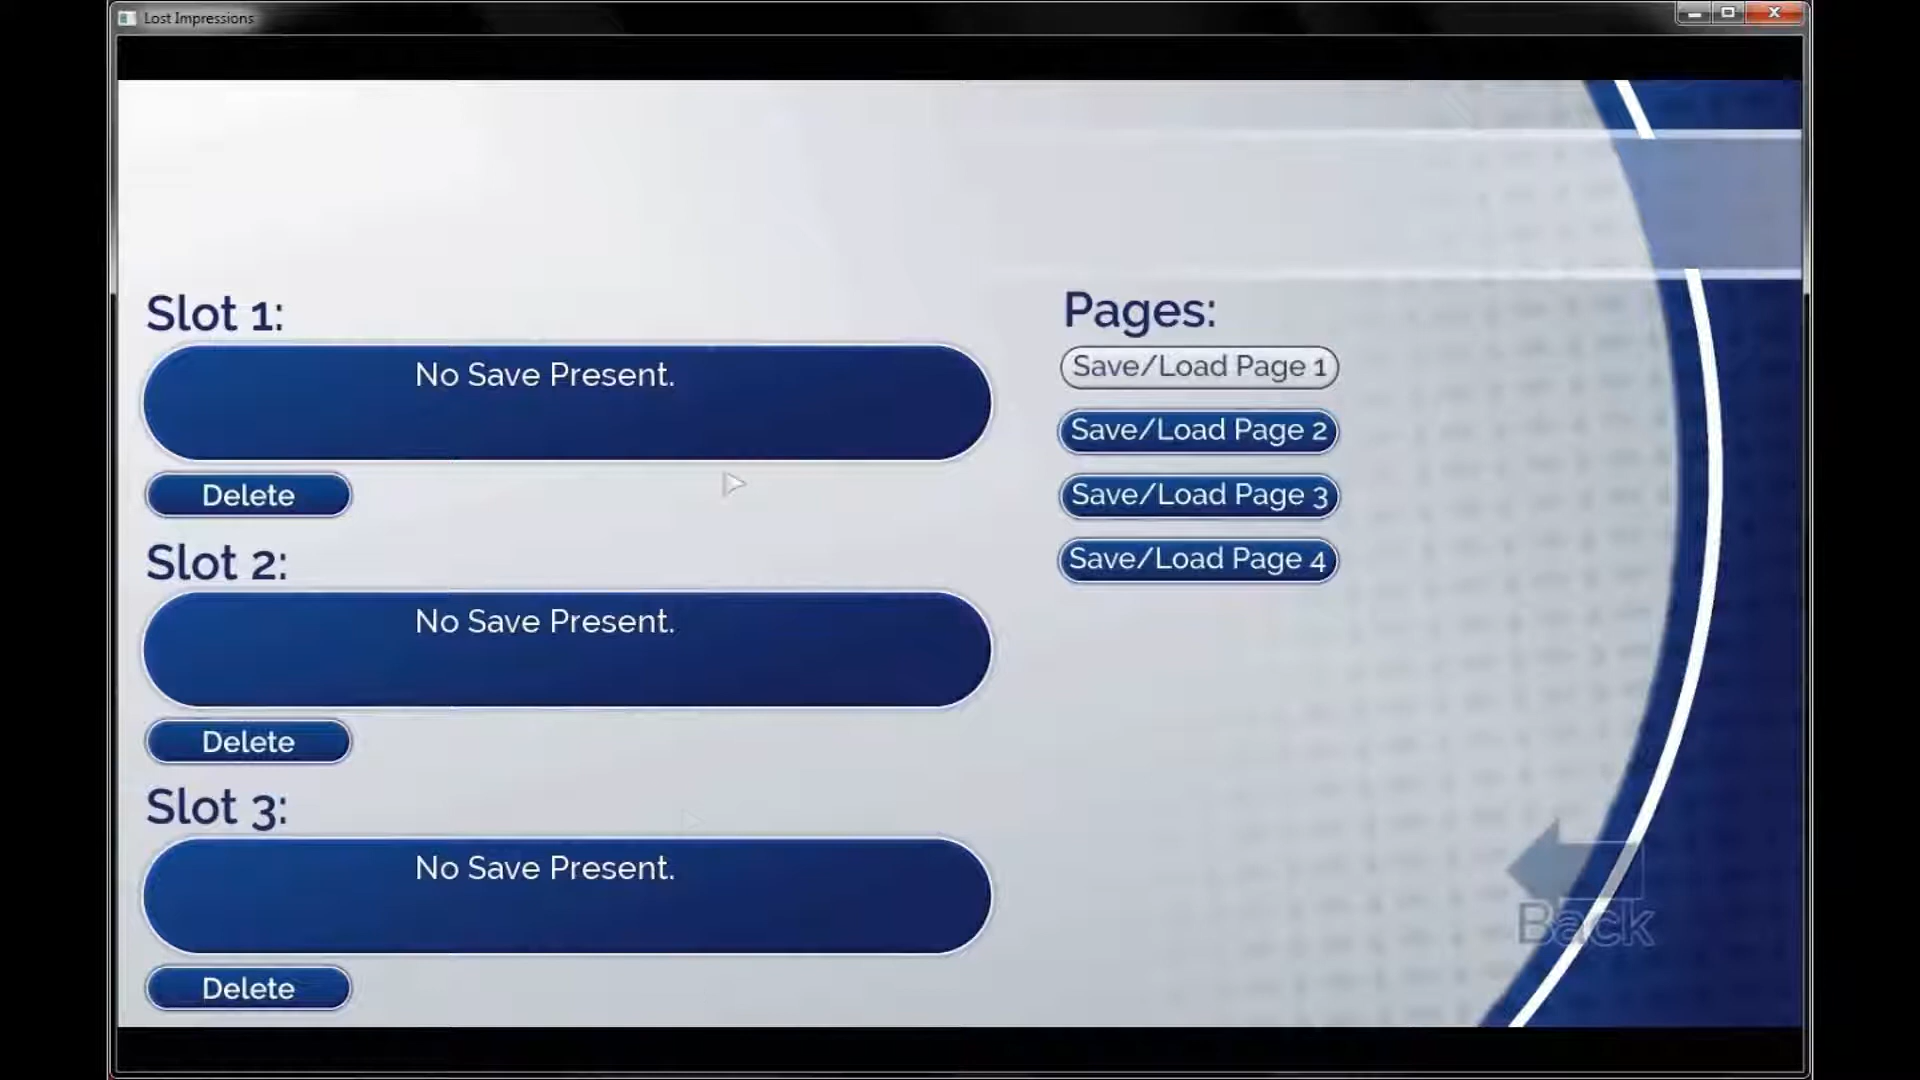 Lost Impressions
Slot 1:
No Save Present.
Delete
Slot 2:
No Save Present.
Delete
Slot 3:
No Save Present.
Delete
Pages:
Save/Load Page 1
Save/Load Page 2
Save/Load Page 3
Save/Load Page 4
Back